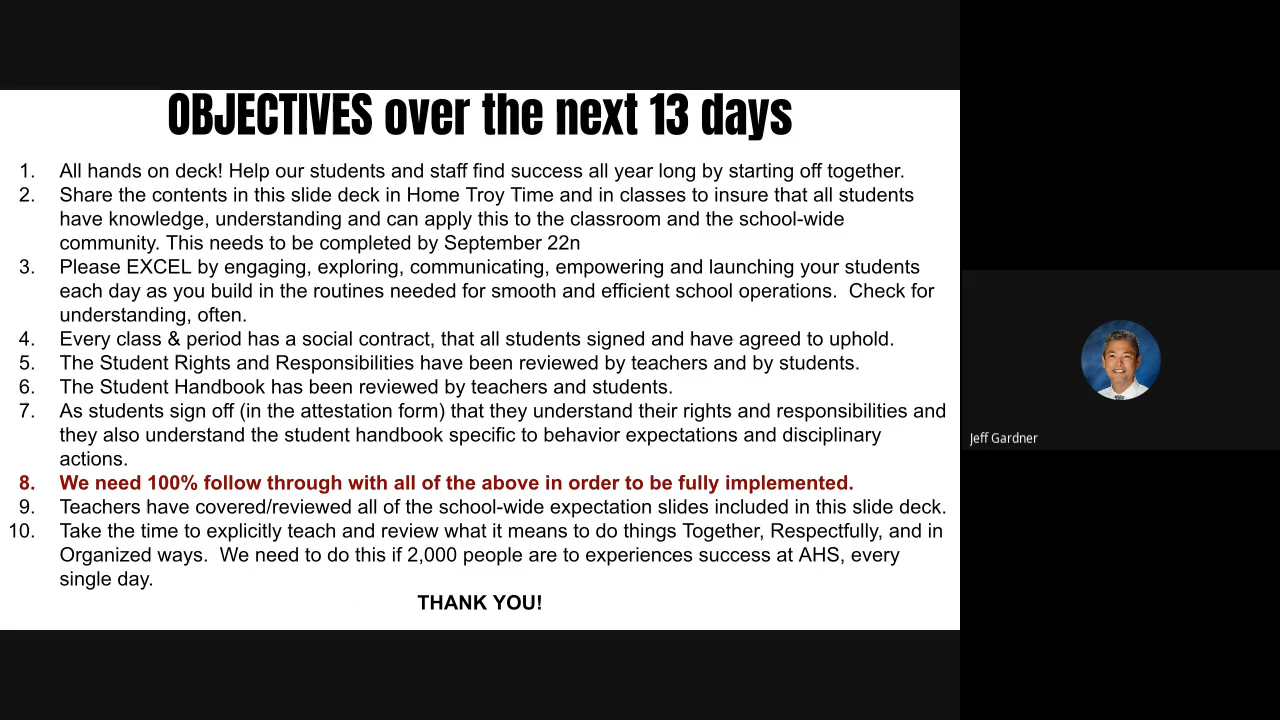 OBJECTIVES over the next 13 days
1. All hands on deck! Help our students and staff find success all year long by starting off together.
2. Share the contents in this slide deck in Home Troy Time and in classes to insure that all students
have knowledge, understanding and can apply this to the classroom and the school-wide
community. This needs to be completed by September 22n
3. Please EXCEL by engaging, exploring, communicating, empowering and launching your students
each day as you build in the routines needed for smooth and efficient school operations.  Check for
understanding, often.
4. Every class & period has a social contract, that all students signed and have agreed to uphold.
5. The Student Rights and Responsibilities have been reviewed by teachers and by students.
6. The Student Handbook has been reviewed by teachers and students.
7. As students sign off (in the attestation form) that they understand their rights and responsibilities and
they also understand the student handbook specific to behavior expectations and disciplinary
actions.
8. We need 100% follow through with all of the above in order to be fully implemented.
9. Teachers have covered/reviewed all of the school-wide expectation slides included in this slide deck.
10. Take the time to explicitly teach and review what it means to do things Together, Respectfully, and in
Organized ways.  We need to do this if 2,000 people are to experiences success at AHS, every
single day.
THANK YOU!
Jeff Gardner